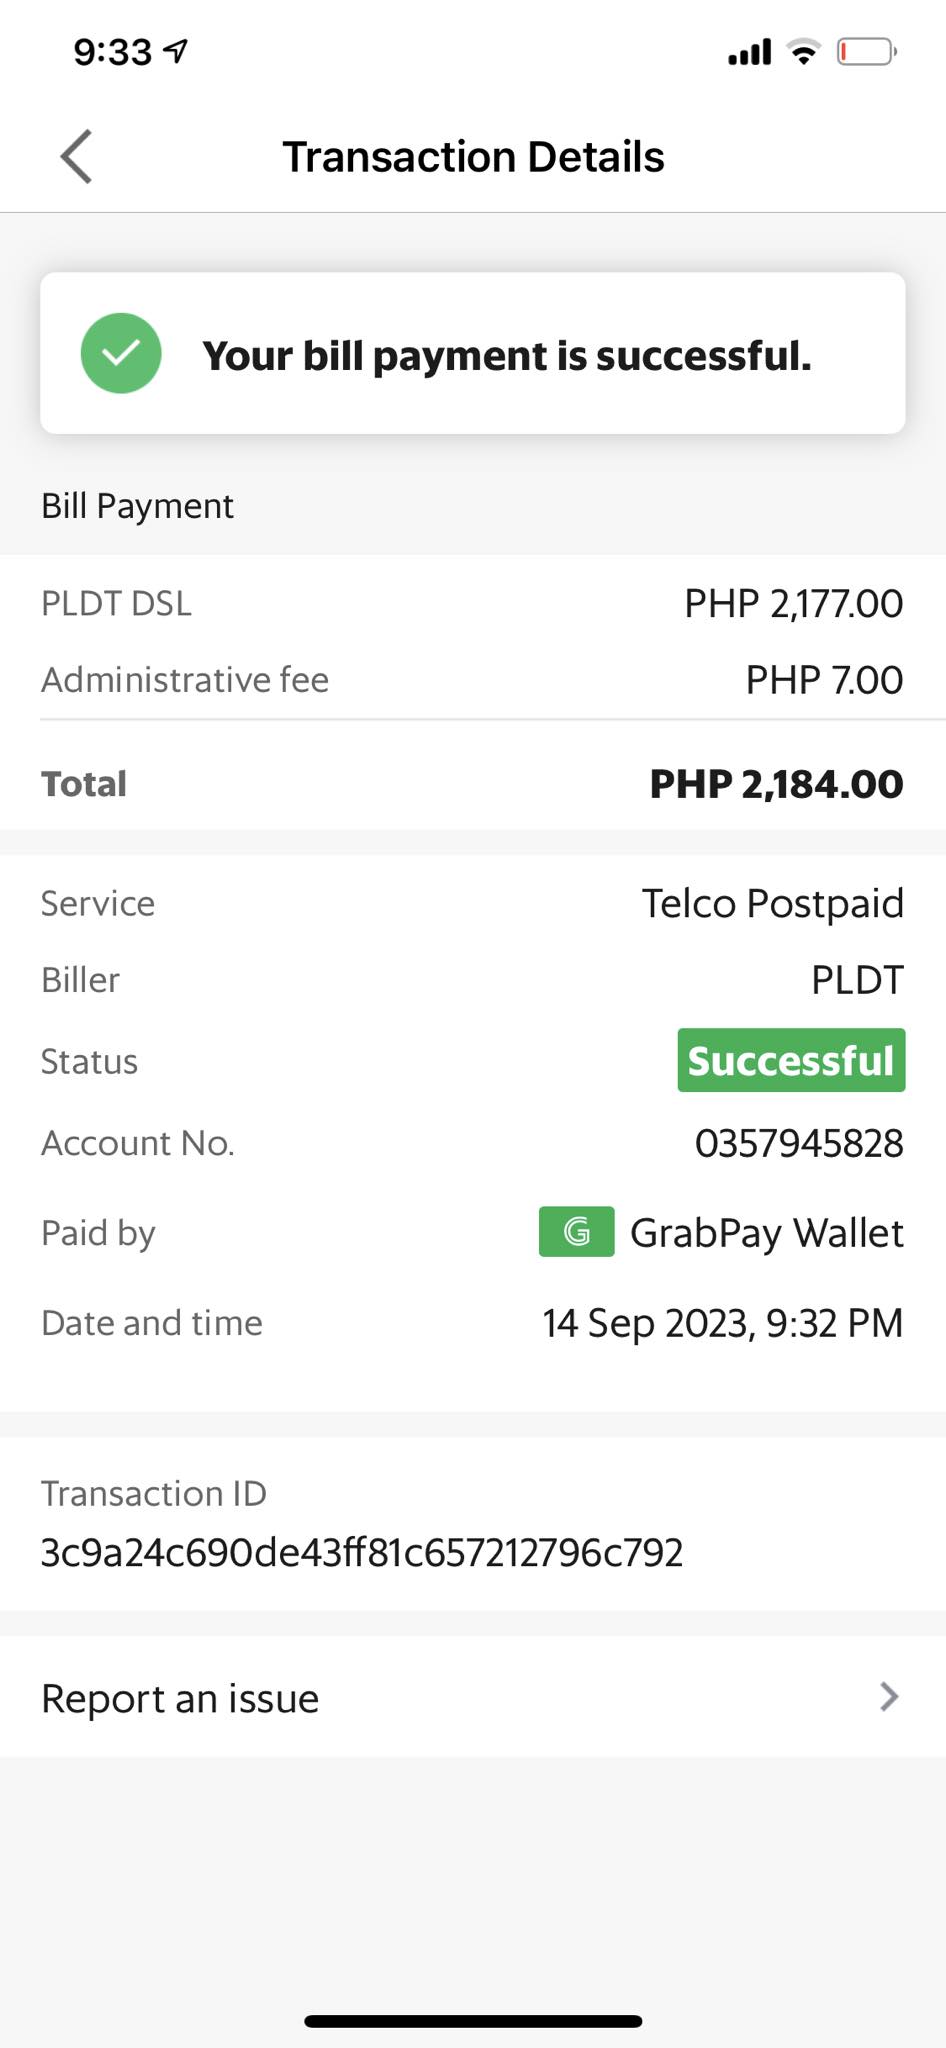 9:33
Transaction Details
Your bill payment is successful.
Bill Payment
PLDT DSL PHP 2,177.00
Administrative fee PHP 7.00
Total PHP 2,184.00
Service Telco Postpaid
Biller PLDT
Status Successful
Account No. 0357945828
Paid by G GrabPay Wallet
Date and time 14 Sep 2023, 9:32 PM
Transaction ID
3c9a24c690de43ff81c657212796c792
Report an issue